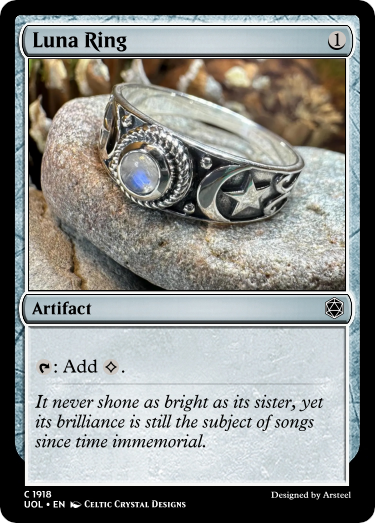 Luna Ring 1
Artifact
: Add .
It never shone as bright as its sister, yet
its brilliance is still the subject of songs
since time immemorial.
C 1918
UOL • EN Celtic Crystal Designs
Designed by Arsteel